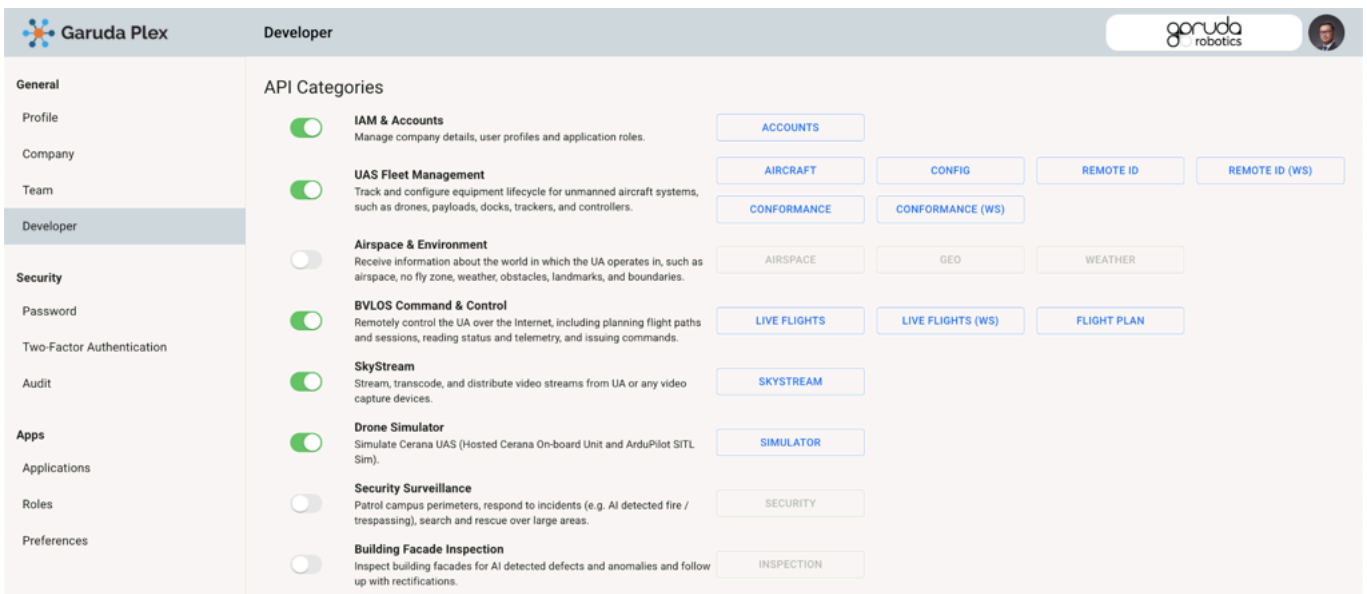 Garuda Plex
Developer
garuda
robotics
General
Profile
Company
Team
Developer
Security
Password
Two-Factor Authentication
Audit
Apps
Applications
Roles
Preferences
API Categories
IAM & Accounts
Manage company details, user profiles and application roles.
ACCOUNTS
UAS Fleet Management
Track and configure equipment lifecycle for unmanned aircraft systems,
such as drones, payloads, docks, trackers, and controllers.
AIRCRAFT CONFIG REMOTE ID REMOTE ID (WS)
CONFORMANCE CONFORMANCE (WS)
Airspace & Environment
Receive information about the world in which the UA operates in, such as
airspace, no fly zone, weather, obstacles, landmarks, and boundaries.
AIRSPACE GEO WEATHER
BVLOS Command & Control
Remotely control the UA over the Internet, including planning flight paths
and sessions, reading status and telemetry, and issuing commands.
LIVE FLIGHTS LIVE FLIGHTS (WS) FLIGHT PLAN
SkyStream
Stream, transcode, and distribute video streams from UA or any video
capture devices.
SKYSTREAM
Drone Simulator
Simulate Cerana UAS (Hosted Cerana On-board Unit and ArduPilot SITL
Sim).
SIMULATOR
Security Surveillance
Patrol campus perimeters, respond to incidents (e.g. AI detected fire /
trespassing), search and rescue over large areas.
SECURITY
Building Facade Inspection
Inspect building facades for AI detected defects and anomalies and follow
up with rectifications.
INSPECTION